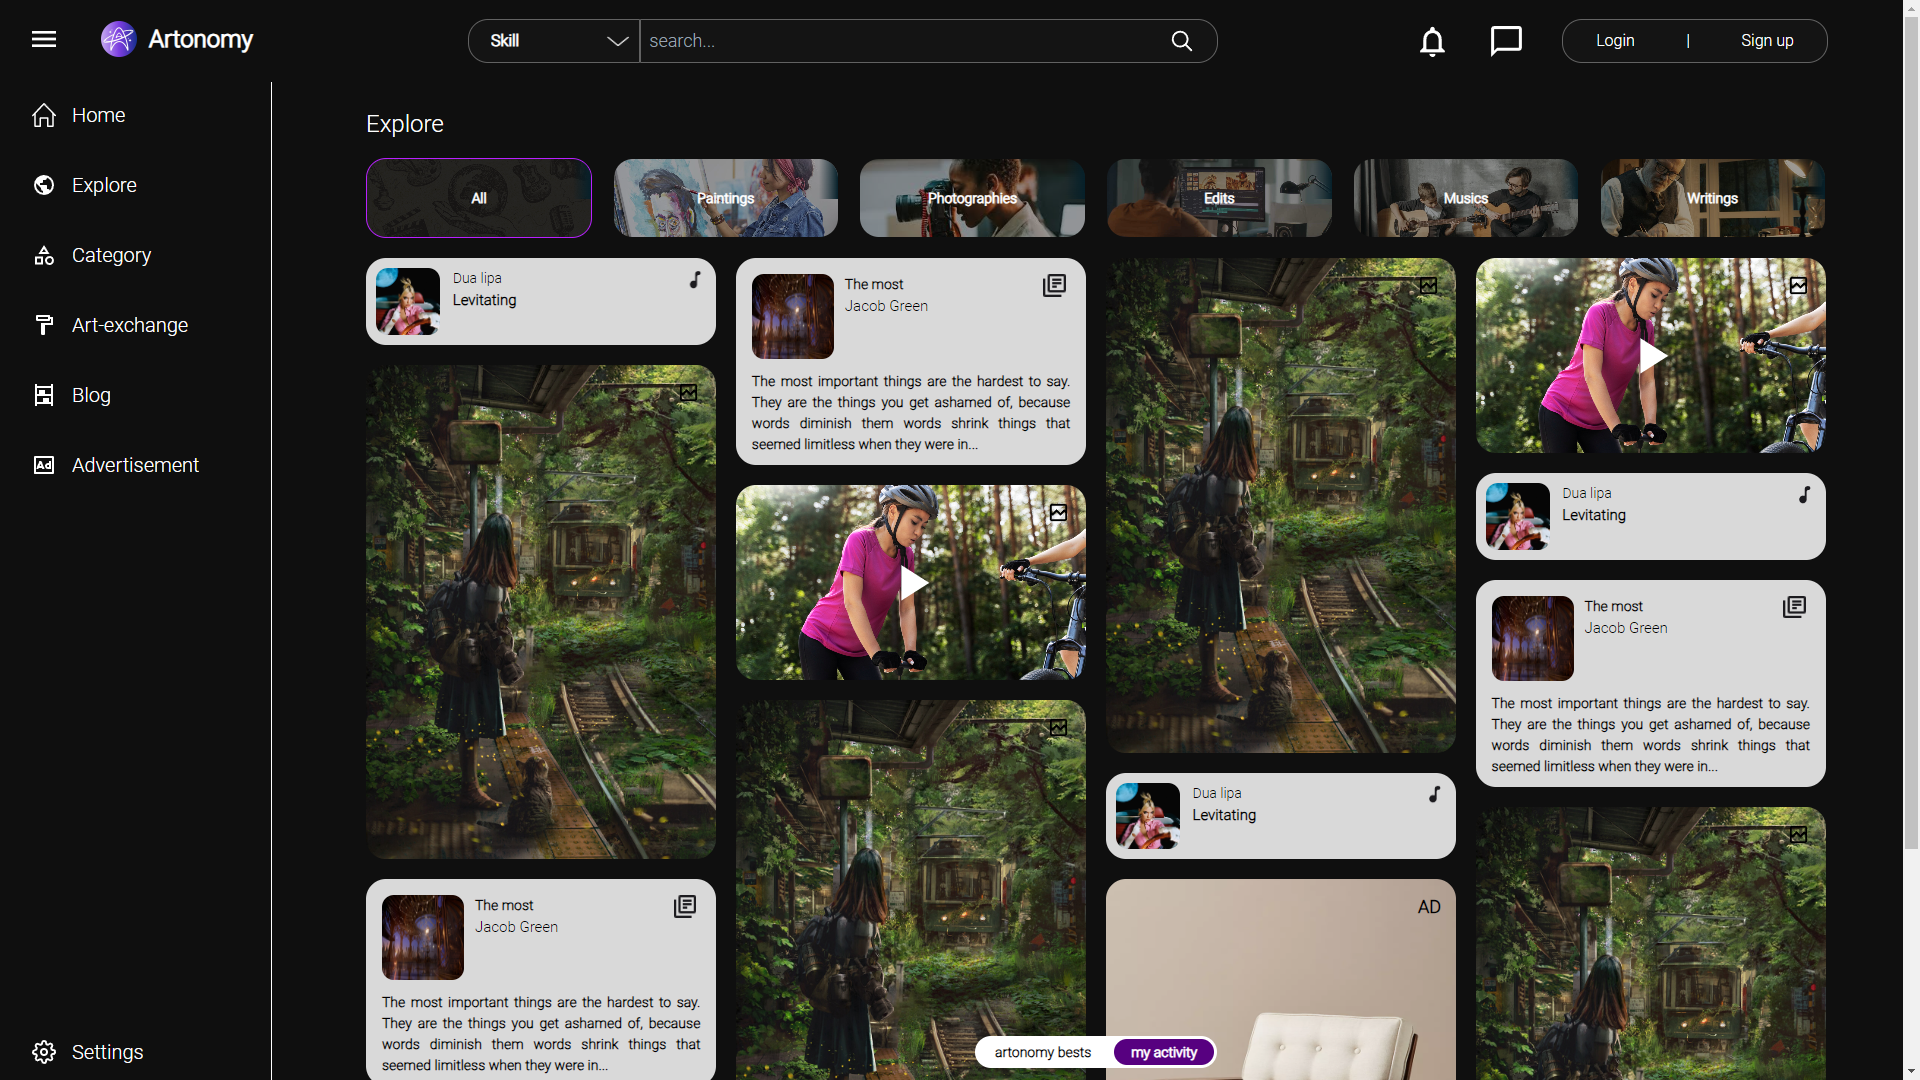 Artonomy
Skill
search...
Login | Sign up
Home
Explore
Category
Art-exchange
Blog
Ad Advertisement
Settings
Explore
All
Paintings
Photographies
Edits
Musics
Writings
Dua lipa
Levitating
The most
Jacob Green
The most important things are the hardest to say.
They are the things you get ashamed of, because
words diminish them words shrink things that
seemed limitless when they were in...
The most
Jacob Green
The most important things are the hardest to say.
They are the things you get ashamed of, because
words diminish them words shrink things that
seemed limitless when they were in...
Dua lipa
Levitating
AD
Dua lipa
Levitating
The most
Jacob Green
The most important things are the hardest to say.
They are the things you get ashamed of, because
words diminish them words shrink things that
seemed limitless when they were in...
artonomy bests
my activity